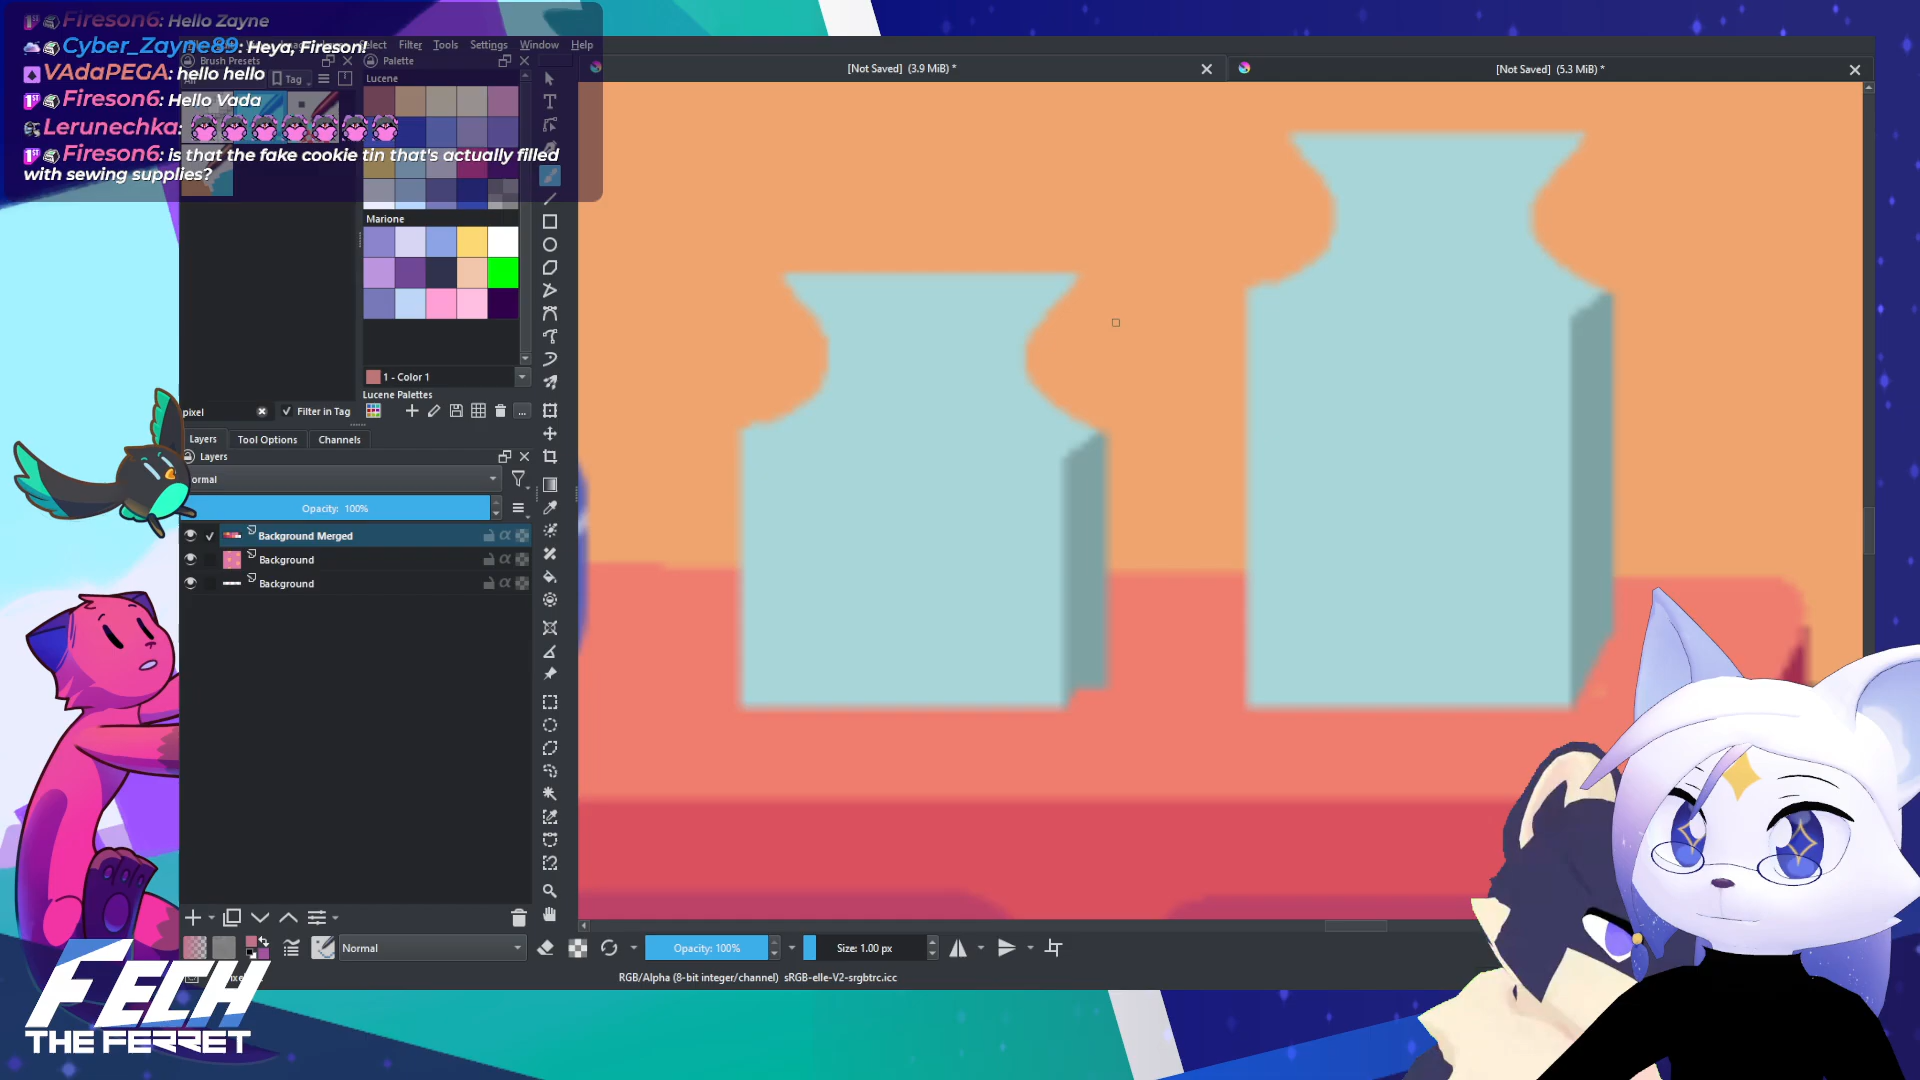 Fireson6: Hello Zayne
Cyber_Zayne89: Heya, Fireson!
VAdaPEGA: hello hello
Fireson6: Hello Vada
Lerunechka:
Fireson6: is that the fake cookie tin that's actually filled
with sewing supplies?
Select Filter Tools Settings Window Help
Brush Presets
Tag
Palette
Lucene
Marione
1 - Color 1
Lucene Palettes
pixel
Filter in Tag
Layers Tool Options Channels
Layers
ormal
Opacity: 100%
Background Merged
Background
Background
[Not Saved] (3.9 MiB) *
[Not Saved] (5.3 MiB) *
Normal
Opacity: 100%
Size: 1.00 px
RGB/Alpha (8-bit integer/channel) sRGB-elle-V2-srgbtrc.icc
FECH
THE FERRET